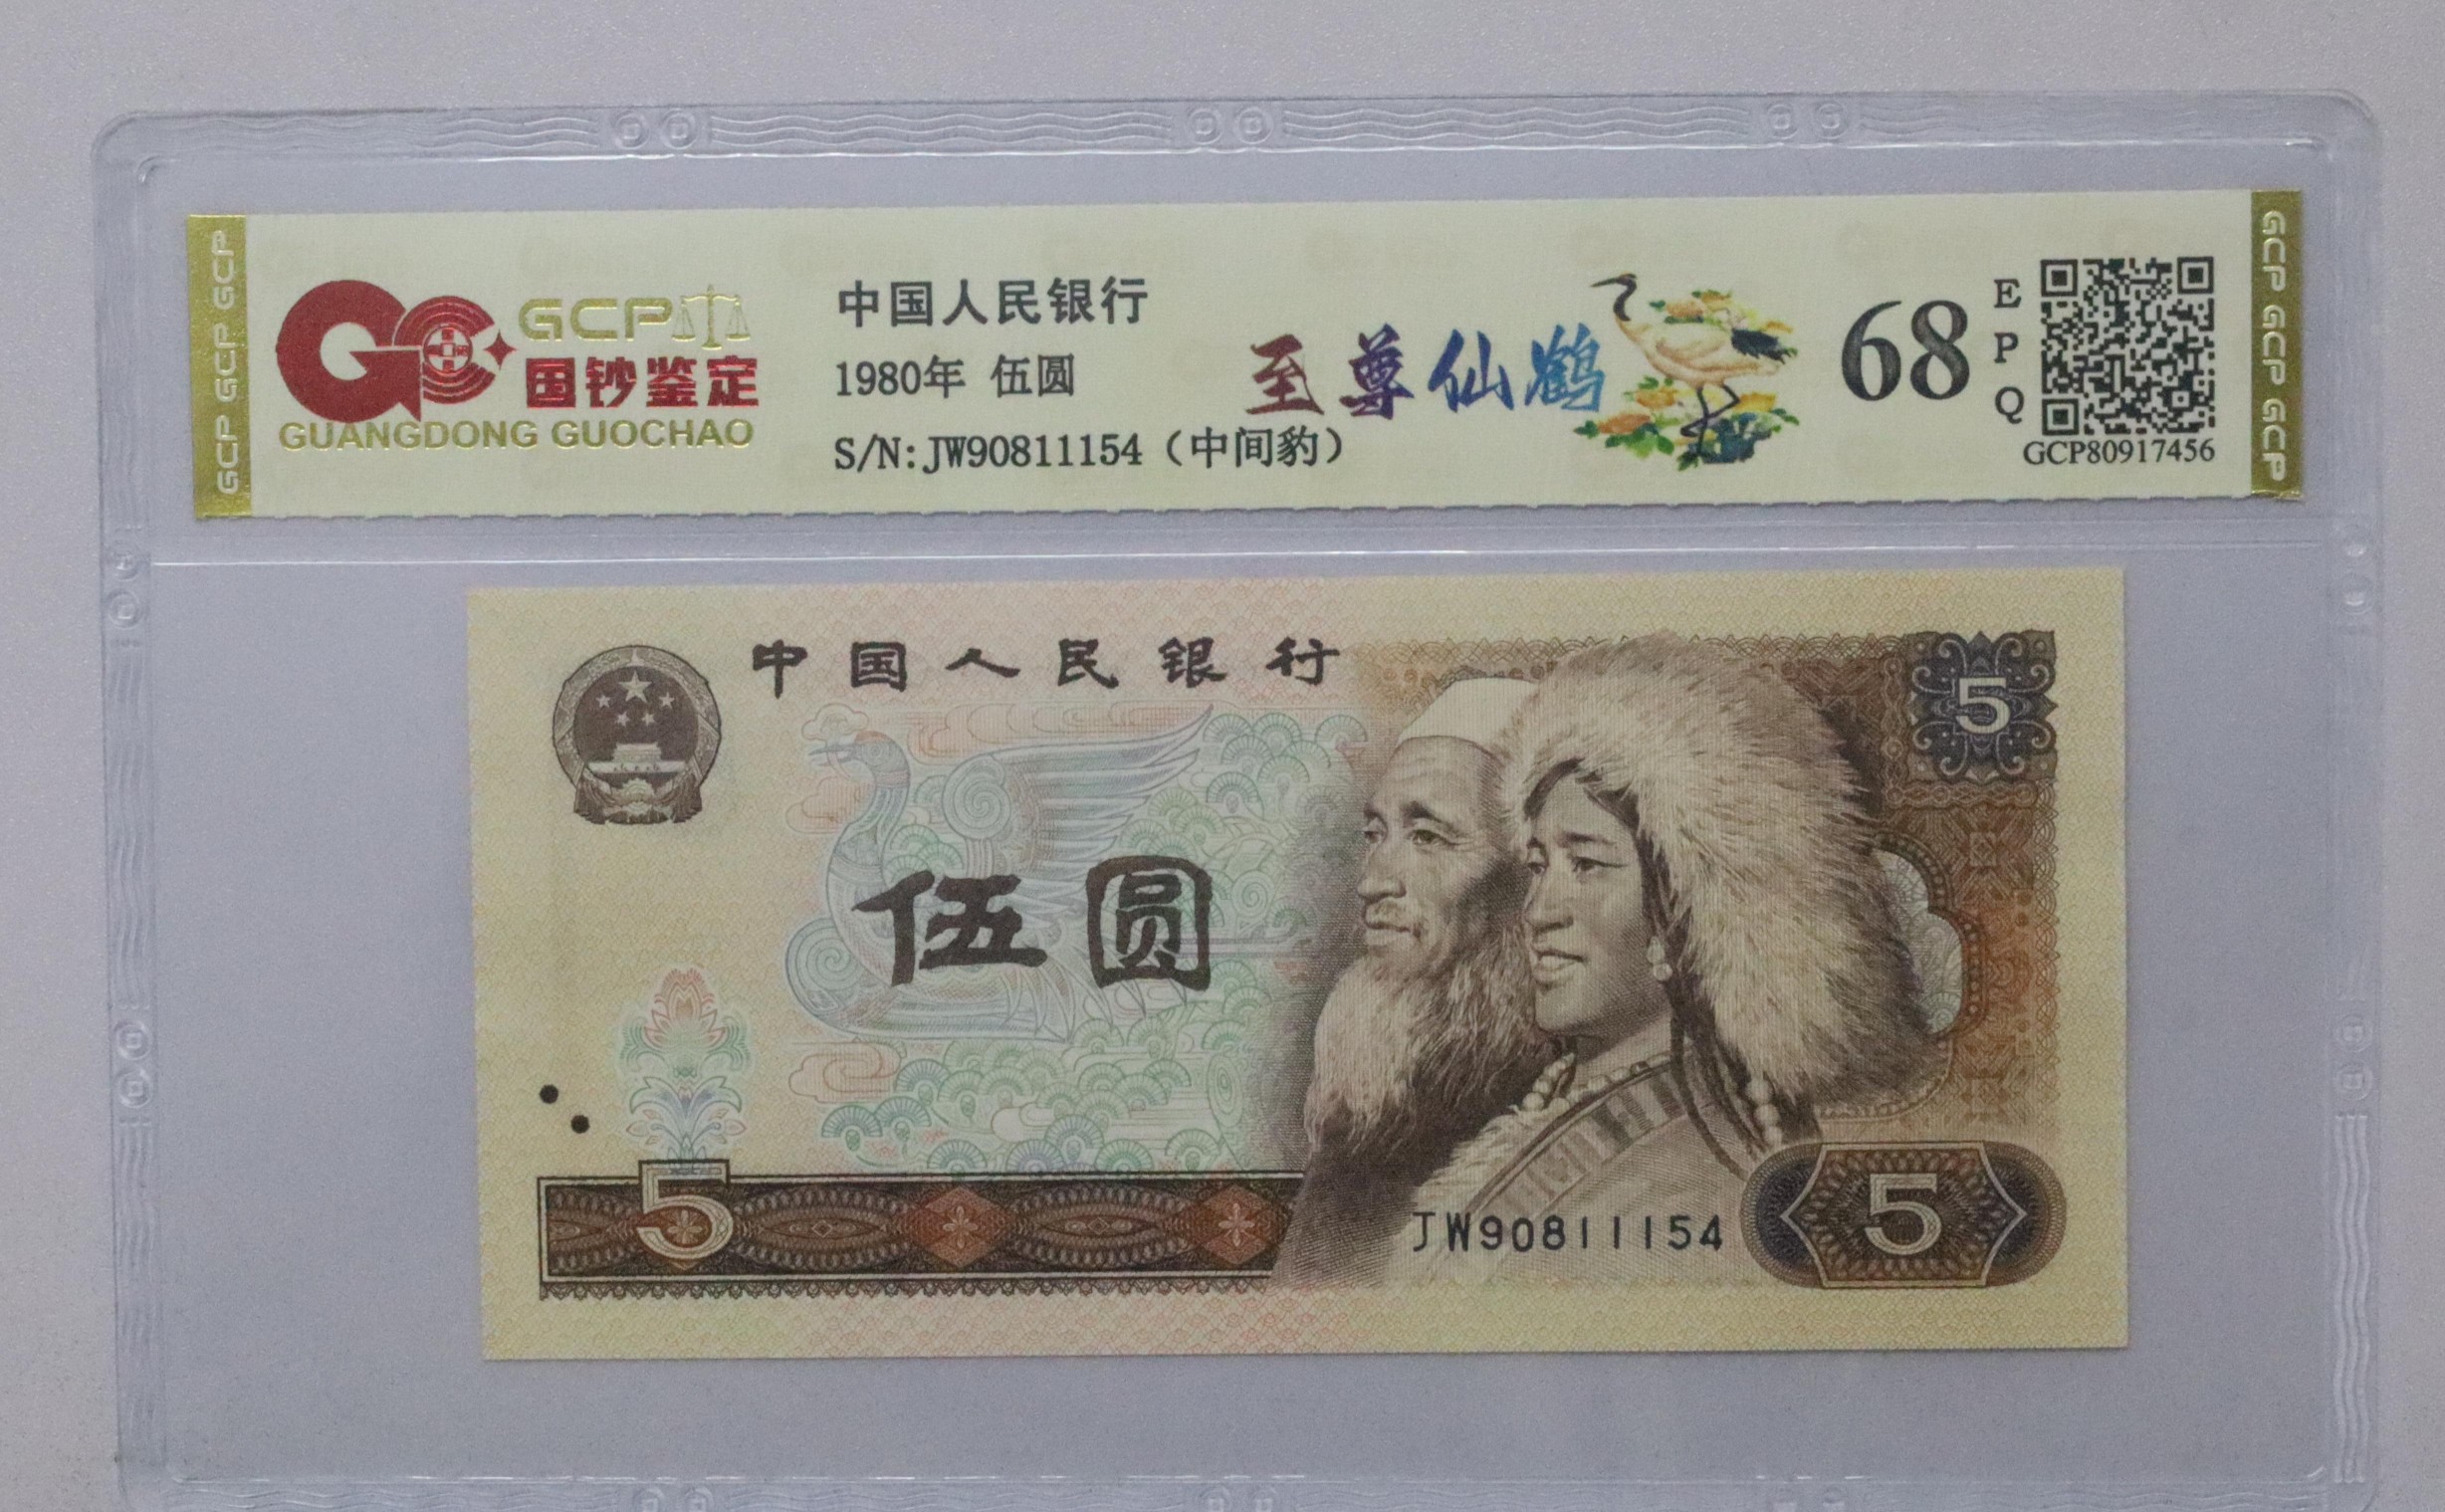 GCP GCP GCP
GCP
国钞鉴定
GUANGDONG GUOCHAO
中国人民银行
1980年 伍圆
S/N:JW90811154（中间豹）
至尊仙鹤
68
EPQ
GCP80917456
GCP GCP GCP
中国人民银行
5
伍圆
5
JW90811154
5